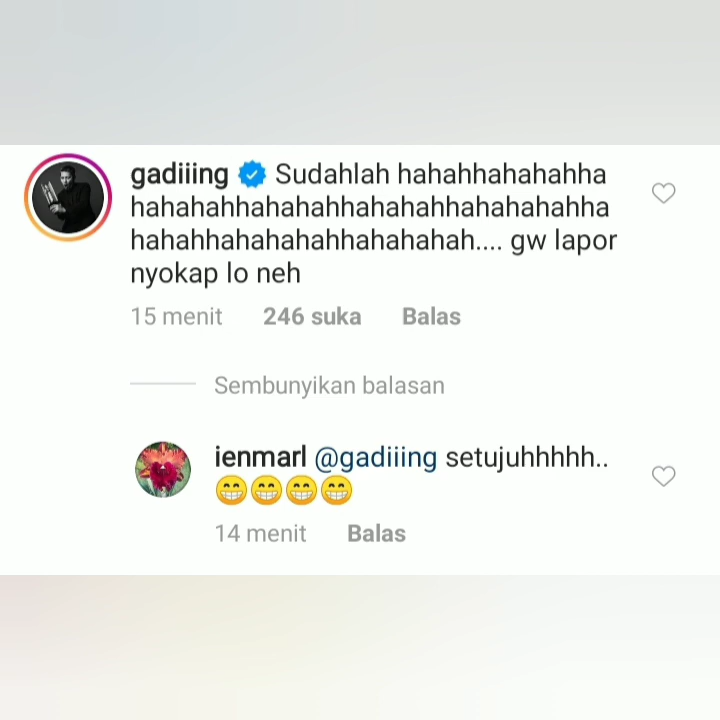 gadiiing Sudahlah hahahhahahahha
hahahahhahahahhahahahhahahahahha
hahahhahahahahhahahahah.... gw lapor
nyokap lo neh
15 menit 246 suka Balas
Sembunyikan balasan
ienmarl @gadiiing setujuhhhhh..
😁😁😁😁
14 menit Balas